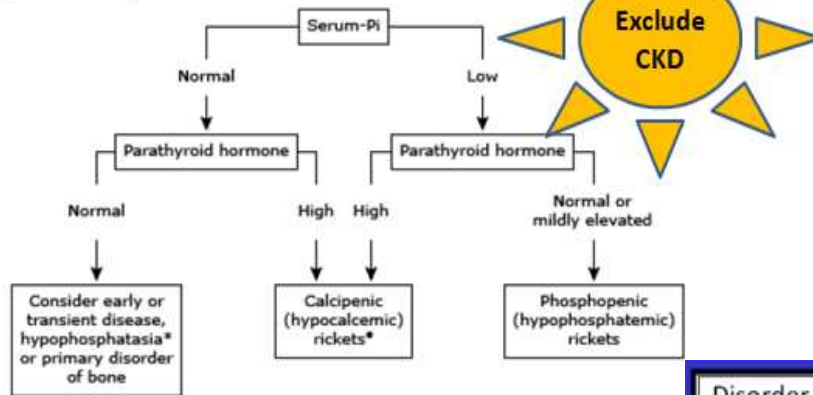 Serum-Pi
Exclude
CKD
Normal
Low
Parathyroid hormone
Parathyroid hormone
Normal
High
High
Normal or
mildly elevated
Consider early or
transient disease,
hypophosphatasia*
or primary disorder
of bone
Calcipenic
(hypocalcemic)
rickets•
Phosphopenic
(hypophosphatemic)
rickets
Disorder